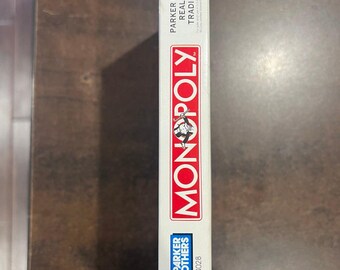 PARKER
REAL
TRADI
MONOPOLY
PARKER
BROTHERS